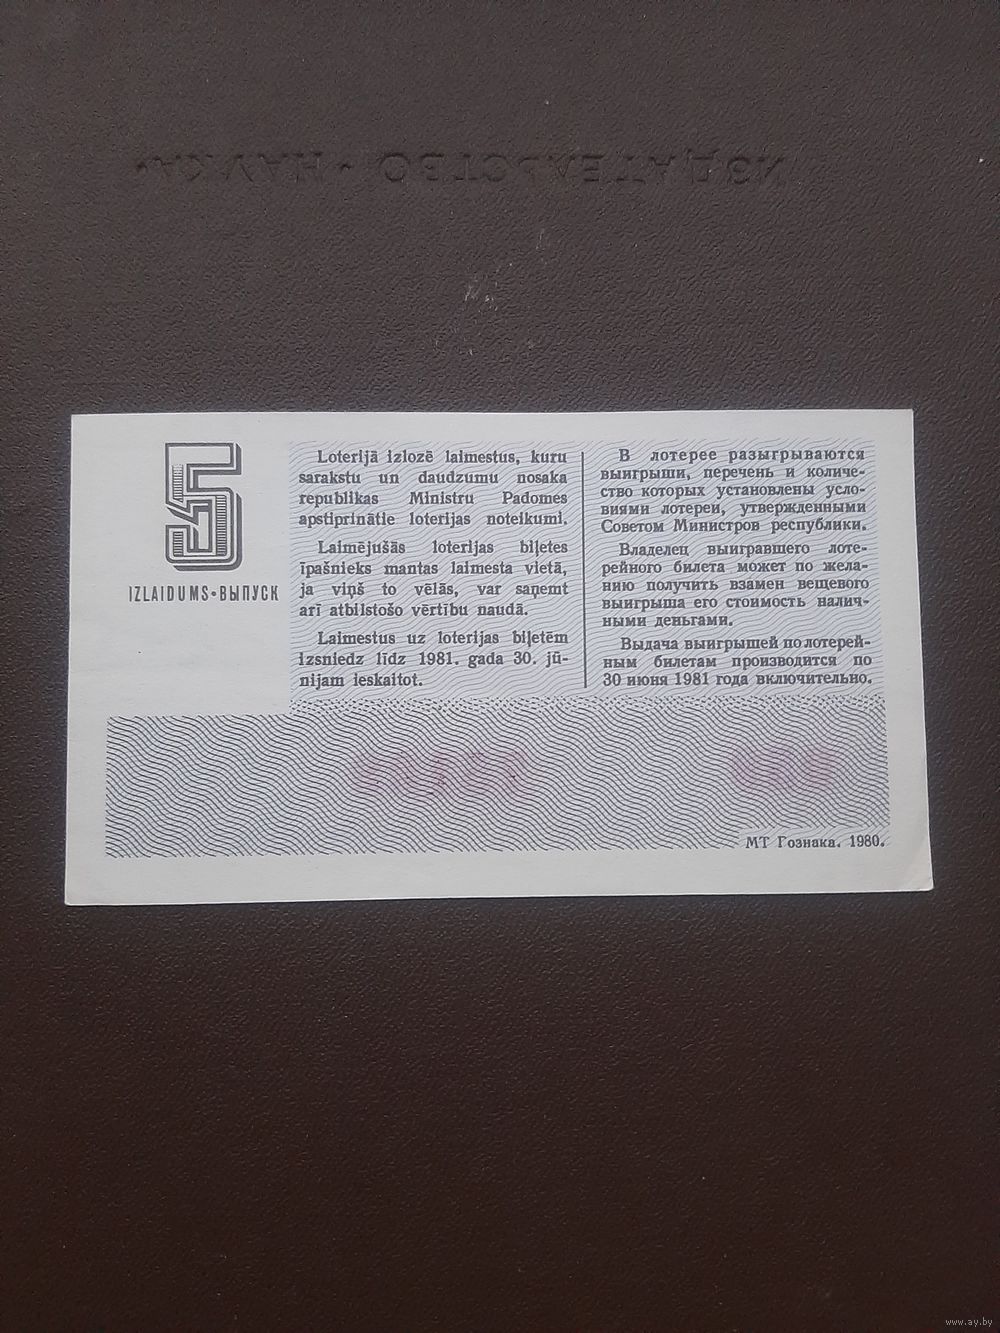 5
IZLAIDUMS•ВЫПУСК
Loterijā izlozē laimestus, kuru
sarakstu un daudzumu nosaka
republikas Ministru Padomes
apstiprinātie loterijas noteikumi.
Laimējušās loterijas biļetes
īpašnieks mantas laimesta vietā,
ja viņš to vēlās, var saņemt
arī atbilstošo vērtību naudā.
Laimestus uz loterijas biļetēm
izsniedz līdz 1981. gada 30. jū-
nijam ieskaitot.
В лотерее разыгрываются
выигрыши, перечень и количе-
ство которых установлены усло-
виями лотереи, утвержденными
Советом Министров республики.
Владелец выигравшего лоте-
рейного билета может по жела-
нию получить взамен вещевого
выигрыша его стоимость налич-
ными деньгами.
Выдача выигрышей по лотерей-
ным билетам производится по
30 июня 1981 года включительно.
МТ Гознака. 1980.
www.ay.by